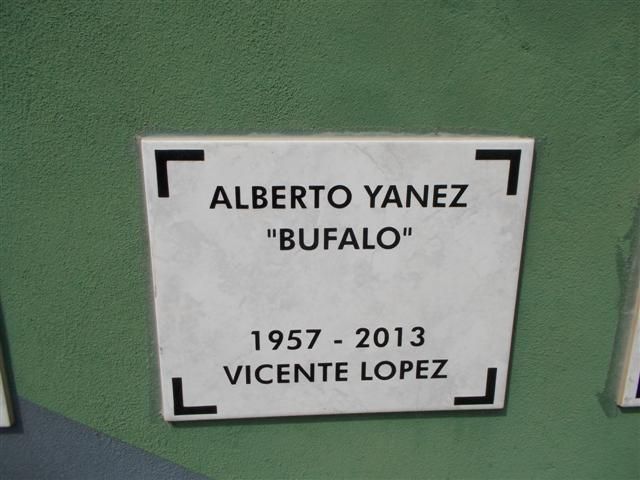 ALBERTO YANEZ
"BUFALO"
1957 - 2013
VICENTE LOPEZ